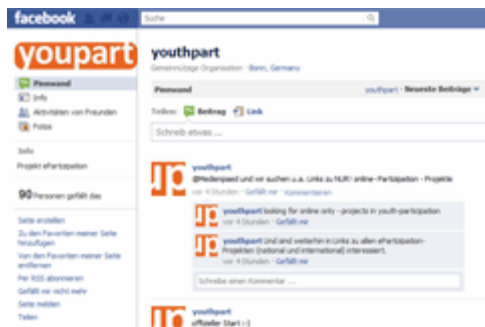 facebook
Suche
youpart
youthpart
Gemeinnützige Organisation · Bonn, Germany
Pinnwand
Info
Aktivitäten von Freunden
Fotos
Pinnwand
youthpart · Neueste Beiträge
Teilen: Beitrag Link
Schreib etwas ...
Info
Projekt ePartizipation
90 Personen gefällt das
Seite erstellen
Zu den Favoriten meiner Seite
hinzufügen
Von den Favoriten meiner Seite
entfernen
Per RSS abonnieren
Gefällt mir nicht mehr
Seite melden
Teilen
youthpart
@Medienpaed und wir suchen u.a. Links zu NUR! online - Partizipation - Projekte
vor 4 Stunden · Gefällt mir · Kommentieren
youthpart looking for online only - projects in youth-participation
vor 4 Stunden · Gefällt mir
youthpart Und sind weiterhin in Links zu allen ePartizipation-
Projekten (national und international) interessiert.
vor 4 Stunden · Gefällt mir
Schreibe einen Kommentar ...
youthpart
offizieller Start :-)